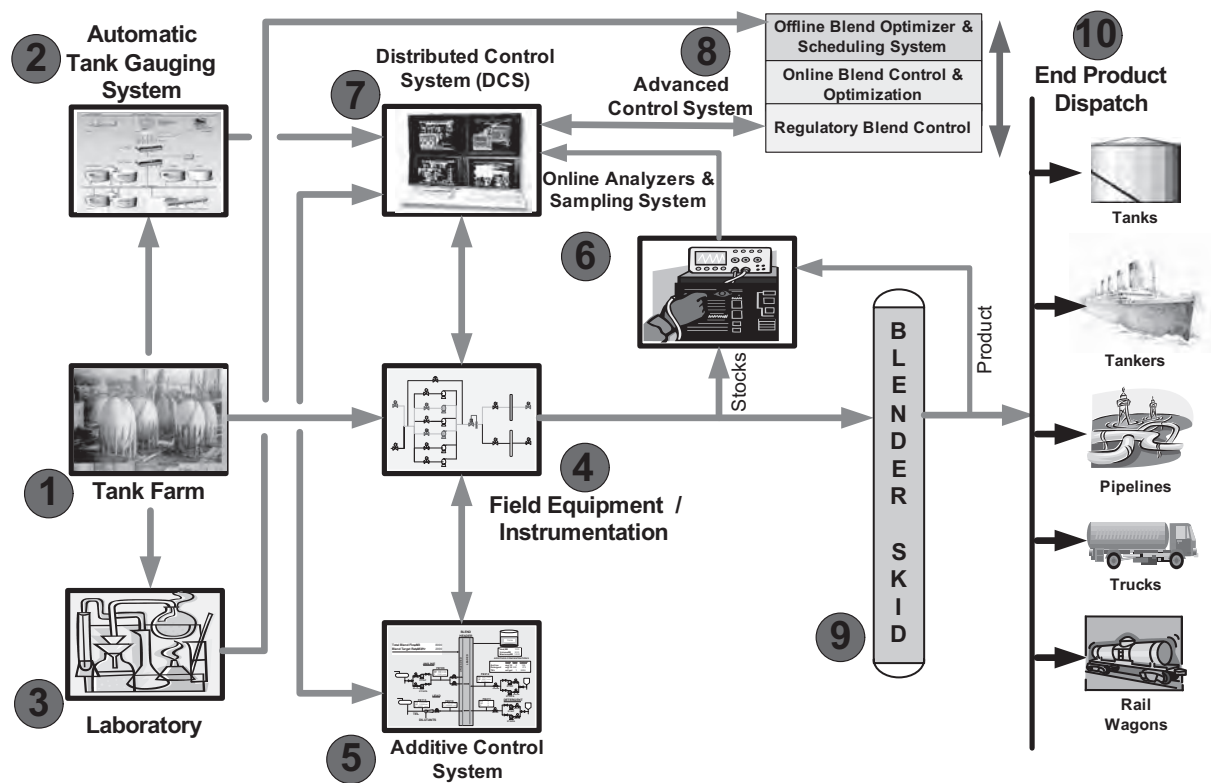 2
Automatic
Tank Gauging
System
Distributed Control
System (DCS)
7
8
Advanced
Control System
Offline Blend Optimizer &
Scheduling System
Online Blend Control &
Optimization
Regulatory Blend Control
10
End Product
Dispatch
Online Analyzers &
Sampling System
6
Tanks
Tankers
Pipelines
Trucks
Rail
Wagons
Stocks
Product
BLENDER SKID
9
1
Tank Farm
4
Field Equipment /
Instrumentation
3
Laboratory
5
Additive Control
System